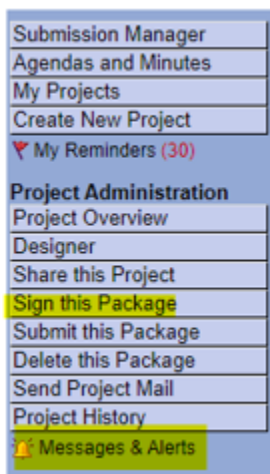 Submission Manager
Agendas and Minutes
My Projects
Create New Project
My Reminders (30)
Project Administration
Project Overview
Designer
Share this Project
Sign this Package
Submit this Package
Delete this Package
Send Project Mail
Project History
Messages & Alerts